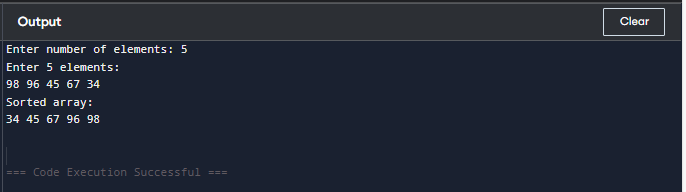 Output
Clear
Enter number of elements: 5
Enter 5 elements:
98 96 45 67 34
Sorted array:
34 45 67 96 98
=== Code Execution Successful ===